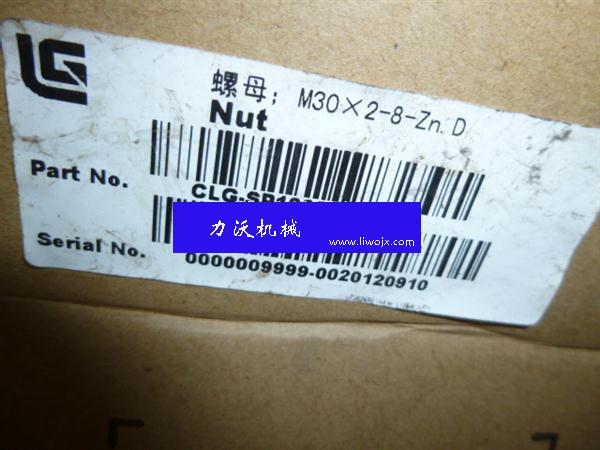 LG
螺母; M30×2-8-Zn.D
Nut
Part No.
力沃机械
www.liwojx.com
Serial No.
0000009999-0020120910